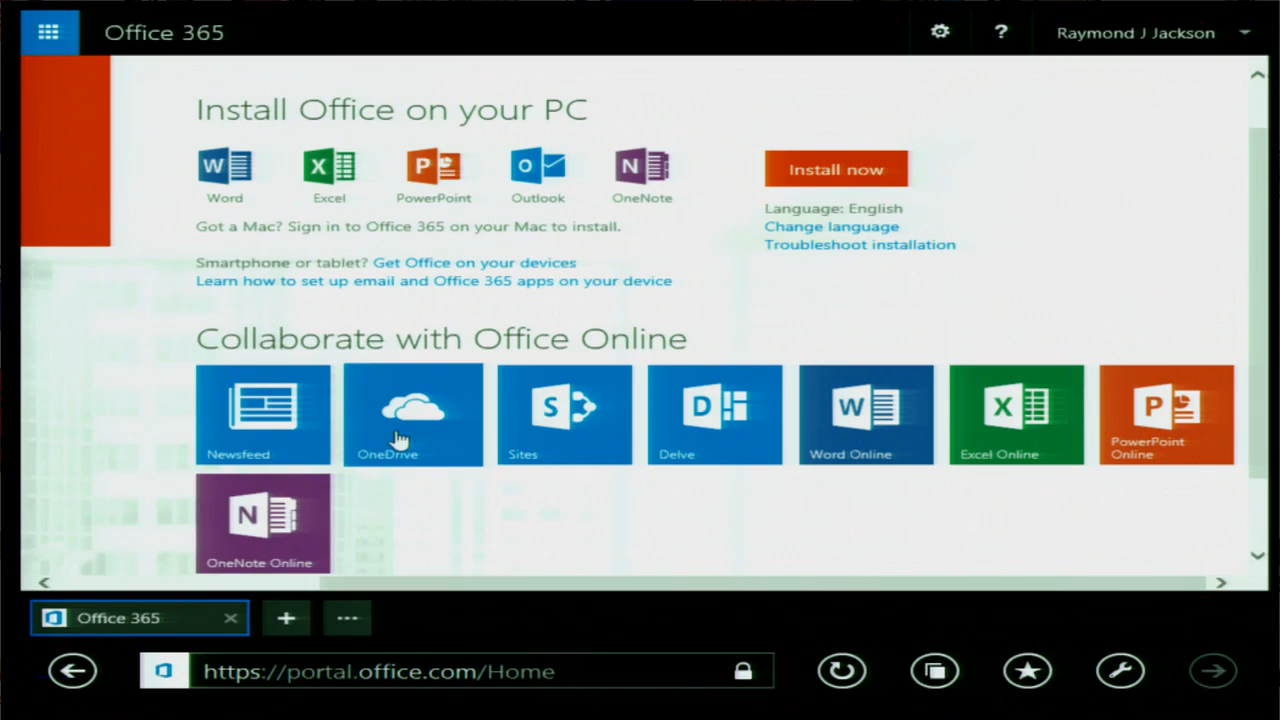 Office 365
? Raymond J Jackson
Install Office on your PC
Word Excel PowerPoint Outlook OneNote
Install now
Got a Mac? Sign in to Office 365 on your Mac to install.
Language: English
Change language
Troubleshoot installation
Smartphone or tablet? Get Office on your devices
Learn how to set up email and Office 365 apps on your device
Collaborate with Office Online
Newsfeed
OneDrive
Sites
Delve
Word Online
Excel Online
PowerPoint
Online
OneNote Online
Office 365
https://portal.office.com/Home